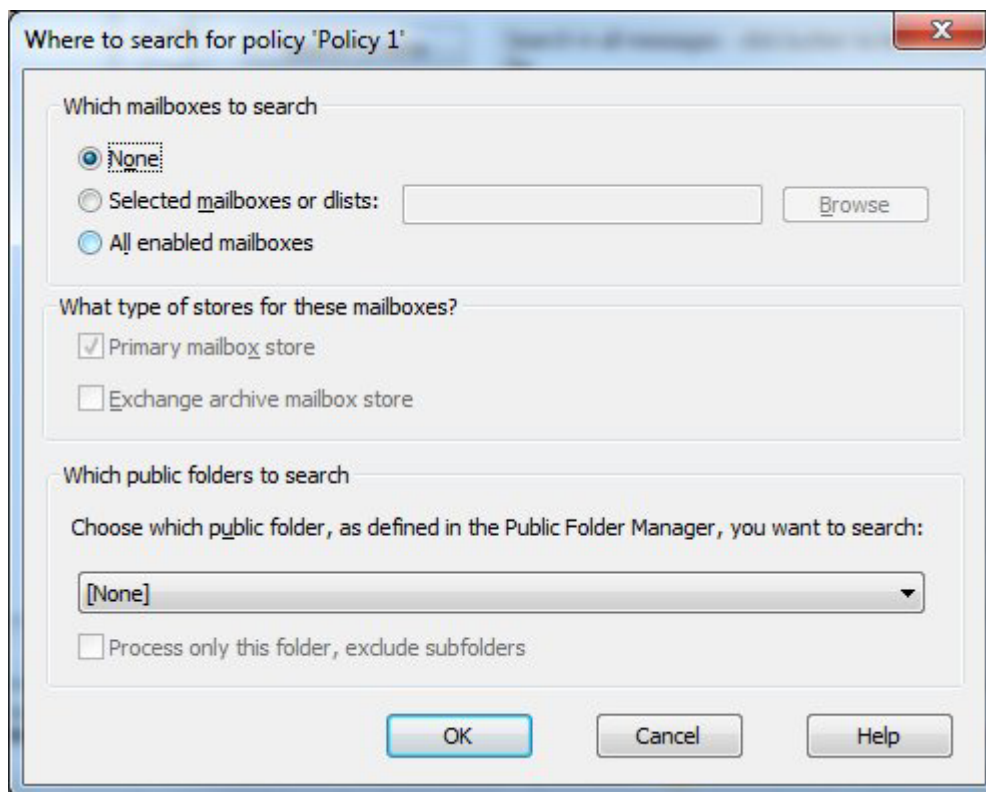 Where to search for policy 'Policy 1'
Which mailboxes to search
None
Selected mailboxes or dlists:
Browse
All enabled mailboxes
What type of stores for these mailboxes?
Primary mailbox store
Exchange archive mailbox store
Which public folders to search
Choose which public folder, as defined in the Public Folder Manager, you want to search:
[None]
Process only this folder, exclude subfolders
OK Cancel Help